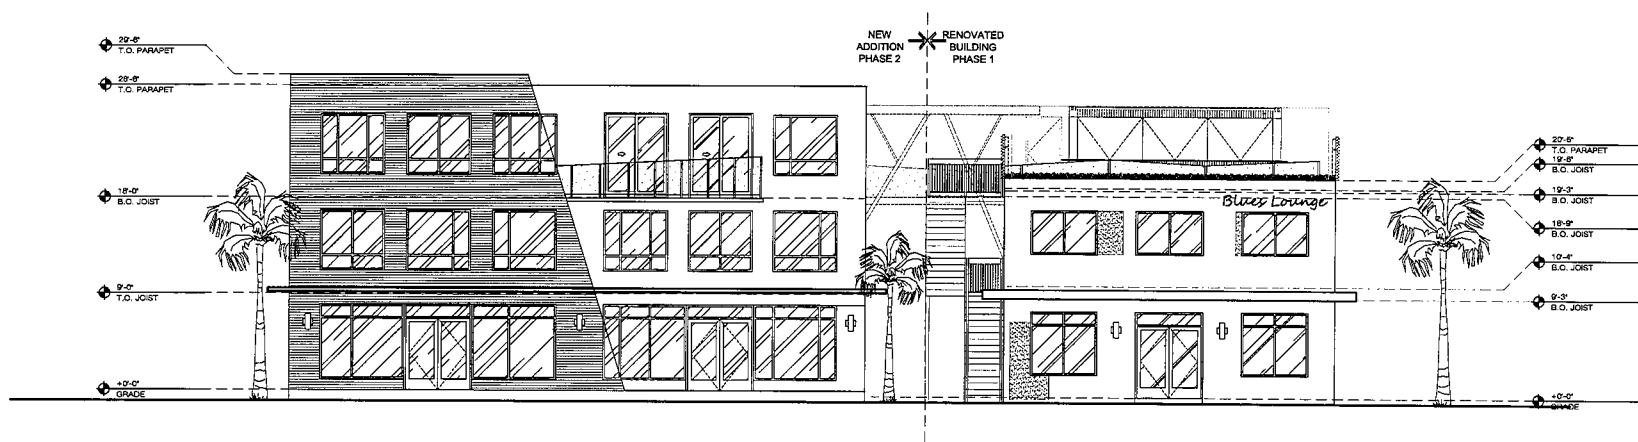 29'-6"
T.O. PARAPET
28'-6"
T.O. PARAPET
18'-0"
B.O. JOIST
9'-0"
T.O. JOIST
+0'-0"
GRADE
NEW
ADDITION
PHASE 2
RENOVATED
BUILDING
PHASE 1
Blues Lounge
20'-6"
T.O. PARAPET
19'-8"
B.O. JOIST
19'-3"
B.O. JOIST
18'-9"
B.O. JOIST
10'-4"
B.O. JOIST
9'-3"
B.O. JOIST
+0'-0"
GRADE